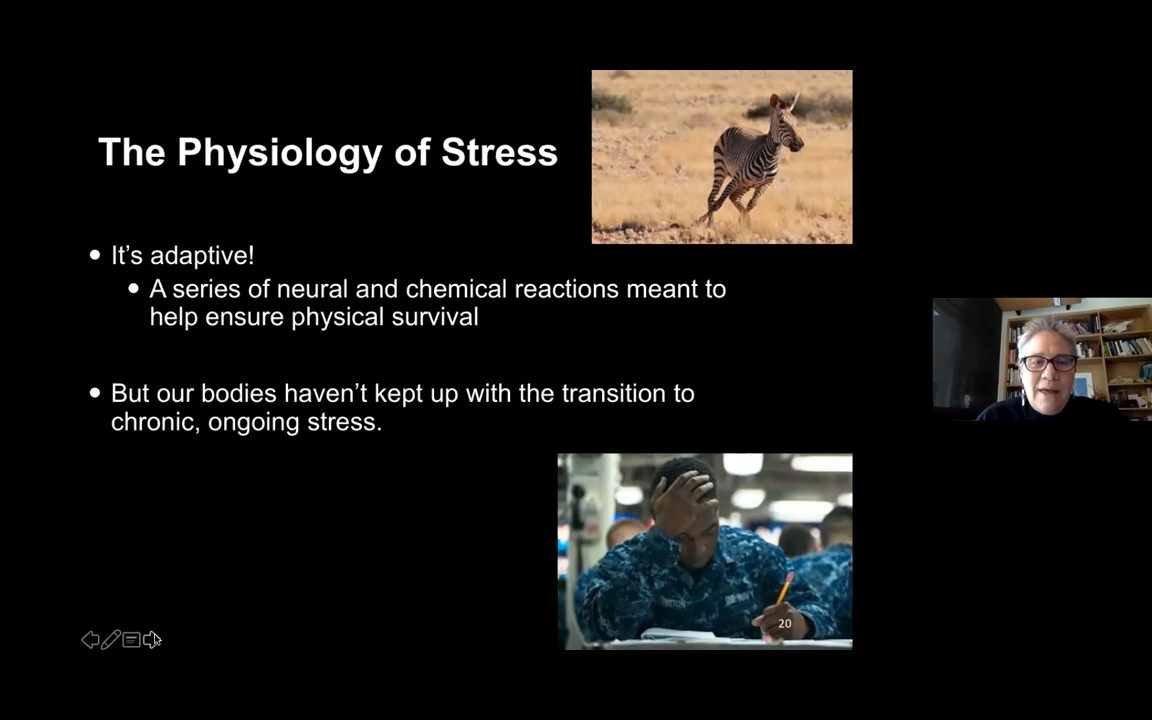 The Physiology of Stress
It’s adaptive!
A series of neural and chemical reactions meant to
help ensure physical survival
But our bodies haven’t kept up with the transition to
chronic, ongoing stress.
20